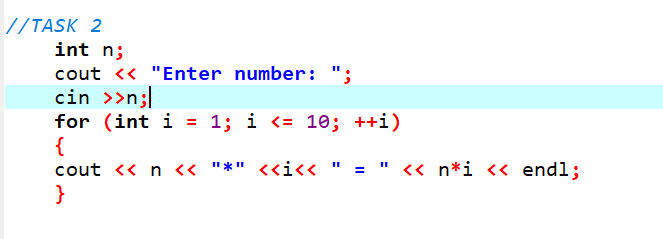 //TASK 2
int n;
cout << "Enter number: ";
cin >>n;
for (int i = 1; i <= 10; ++i)
{
cout << n << "*" <<i<< " = " << n*i << endl;
}